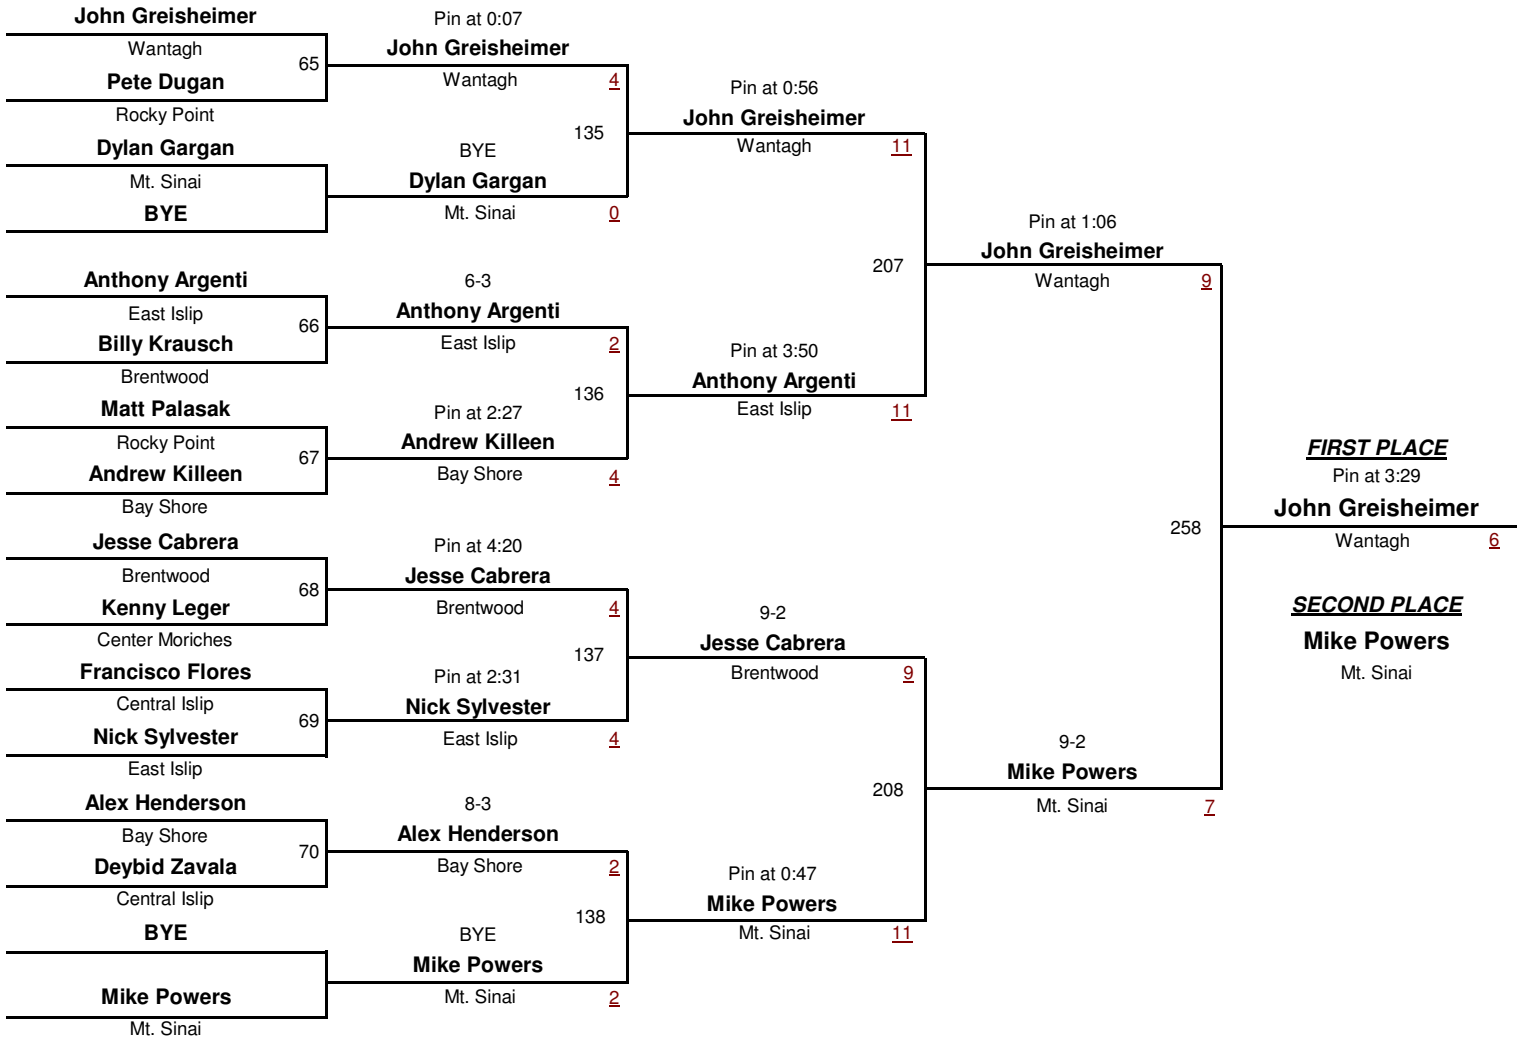 John Greisheimer
Wantagh
65
Pete Dugan
Rocky Point
Dylan Gargan
Mt. Sinai
BYE
Anthony Argenti
East Islip
66
Billy Krausch
Brentwood
Matt Palasak
Rocky Point
67
Andrew Killeen
Bay Shore
Jesse Cabrera
Brentwood
68
Kenny Leger
Center Moriches
Francisco Flores
Central Islip
69
Nick Sylvester
East Islip
Alex Henderson
Bay Shore
70
Deybid Zavala
Central Islip
BYE
Mike Powers
Mt. Sinai
Pin at 0:07
John Greisheimer
Wantagh 4
135
BYE
Dylan Gargan
Mt. Sinai 0
6-3
Anthony Argenti
East Islip 2
136
Pin at 2:27
Andrew Killeen
Bay Shore 4
Pin at 4:20
Jesse Cabrera
Brentwood 4
137
Pin at 2:31
Nick Sylvester
East Islip 4
8-3
Alex Henderson
Bay Shore 2
138
BYE
Mike Powers
Mt. Sinai 2
Pin at 0:56
John Greisheimer
Wantagh 11
207
Pin at 3:50
Anthony Argenti
East Islip 11
9-2
Jesse Cabrera
Brentwood 9
208
Pin at 0:47
Mike Powers
Mt. Sinai 11
Pin at 1:06
John Greisheimer
Wantagh 9
258
9-2
Mike Powers
Mt. Sinai 7
FIRST PLACE
Pin at 3:29
John Greisheimer
Wantagh 6
SECOND PLACE
Mike Powers
Mt. Sinai